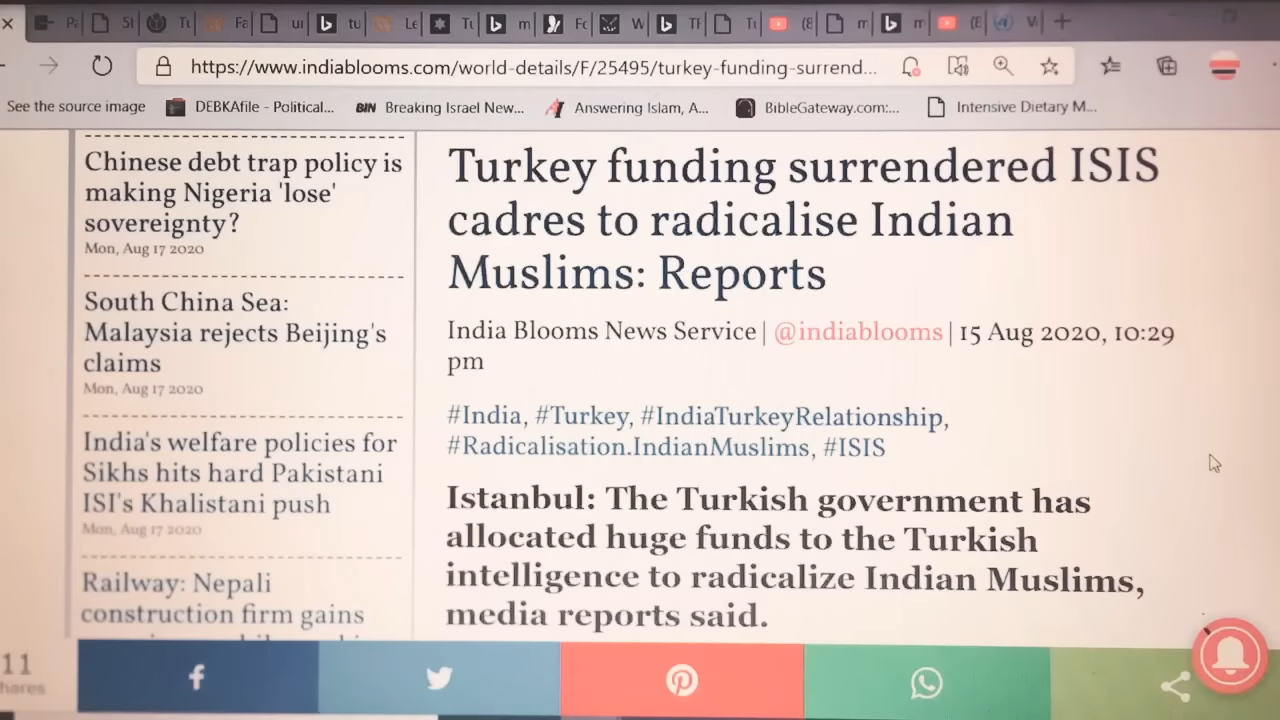 https://www.indiablooms.com/world-details/F/25495/turkey-funding-surrend...
See the source image
DEBKAfile - Political...
BIN Breaking Israel New...
Answering Islam, A...
BibleGateway.com:...
Intensive Dietary M...
Chinese debt trap policy is
making Nigeria 'lose'
sovereignty?
Mon, Aug 17 2020
South China Sea:
Malaysia rejects Beijing's
claims
Mon, Aug 17 2020
India's welfare policies for
Sikhs hits hard Pakistani
ISI's Khalistani push
Mon, Aug 17 2020
Railway: Nepali
construction firm gains
Turkey funding surrendered ISIS
cadres to radicalise Indian
Muslims: Reports
India Blooms News Service | @indiablooms | 15 Aug 2020, 10:29
pm
#India, #Turkey, #IndiaTurkeyRelationship,
#Radicalisation.IndianMuslims, #ISIS
Istanbul: The Turkish government has
allocated huge funds to the Turkish
intelligence to radicalize Indian Muslims,
media reports said.
11
hares